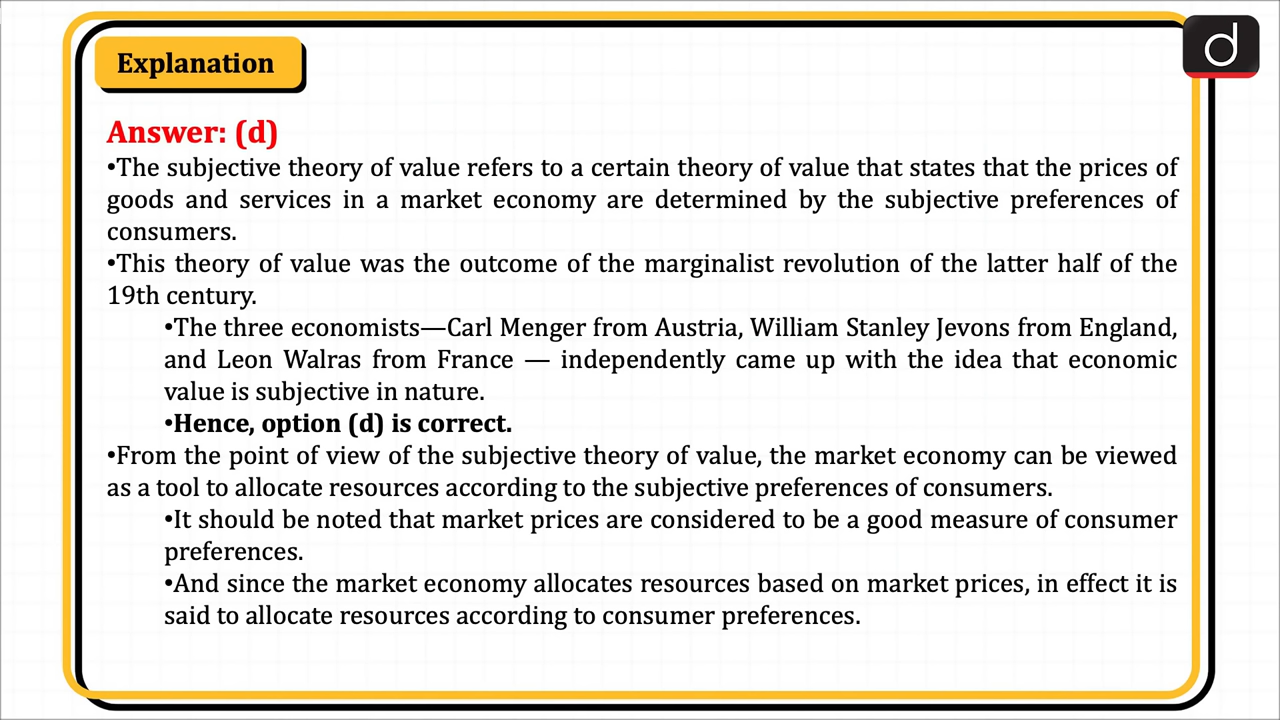 Explanation
d
Answer: (d)
•The subjective theory of value refers to a certain theory of value that states that the prices of
goods and services in a market economy are determined by the subjective preferences of
consumers.
•This theory of value was the outcome of the marginalist revolution of the latter half of the
19th century.
•The three economists—Carl Menger from Austria, William Stanley Jevons from England,
and Leon Walras from France — independently came up with the idea that economic
value is subjective in nature.
•Hence, option (d) is correct.
•From the point of view of the subjective theory of value, the market economy can be viewed
as a tool to allocate resources according to the subjective preferences of consumers.
•It should be noted that market prices are considered to be a good measure of consumer
preferences.
•And since the market economy allocates resources based on market prices, in effect it is
said to allocate resources according to consumer preferences.